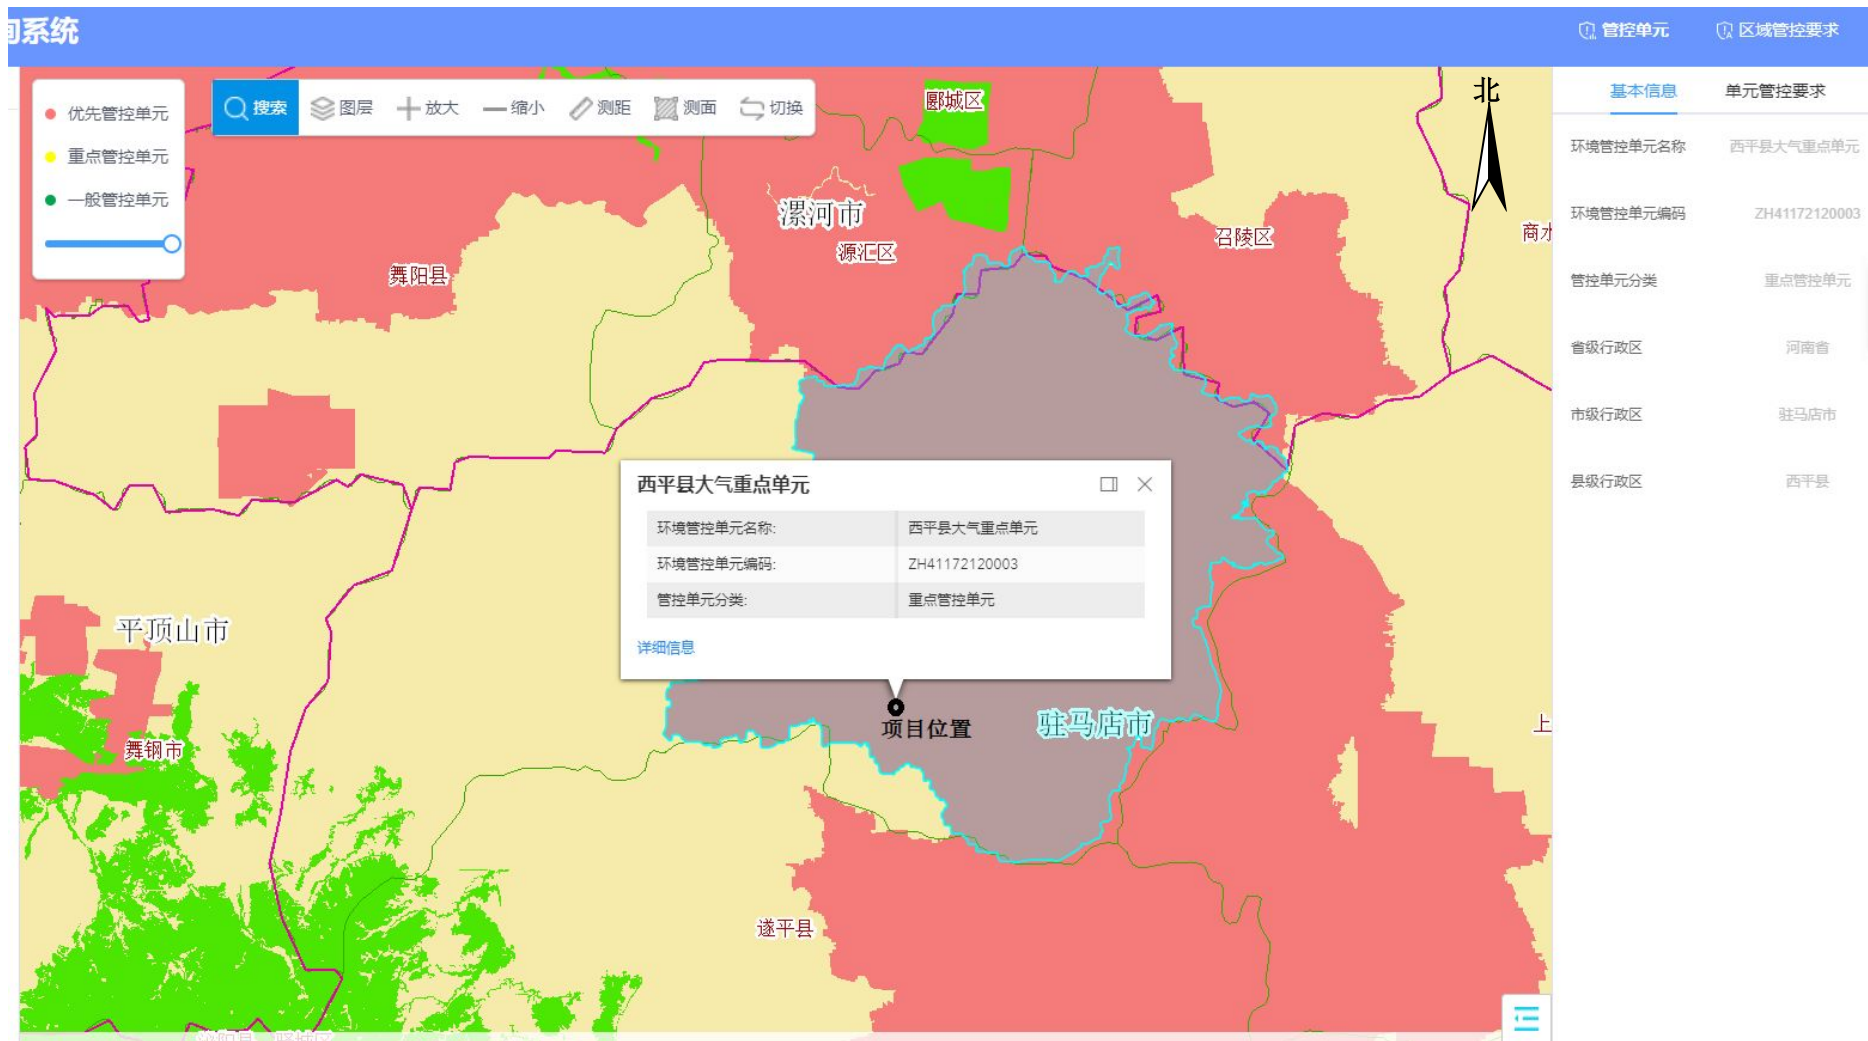 询系统
管控单元
区域管控要求
优先管控单元
重点管控单元
一般管控单元
搜索
图层
放大
缩小
测距
测面
切换
北
基本信息
单元管控要求
环境管控单元名称
西平县大气重点单元
环境管控单元编码
ZH41172120003
管控单元分类
重点管控单元
省级行政区
河南省
市级行政区
驻马店市
县级行政区
西平县
郾城区
漯河市
源汇区
召陵区
商水
舞阳县
西平县大气重点单元
环境管控单元名称:
西平县大气重点单元
环境管控单元编码:
ZH41172120003
管控单元分类:
重点管控单元
详细信息
平顶山市
项目位置
驻马店市
上
舞钢市
遂平县
驿城区